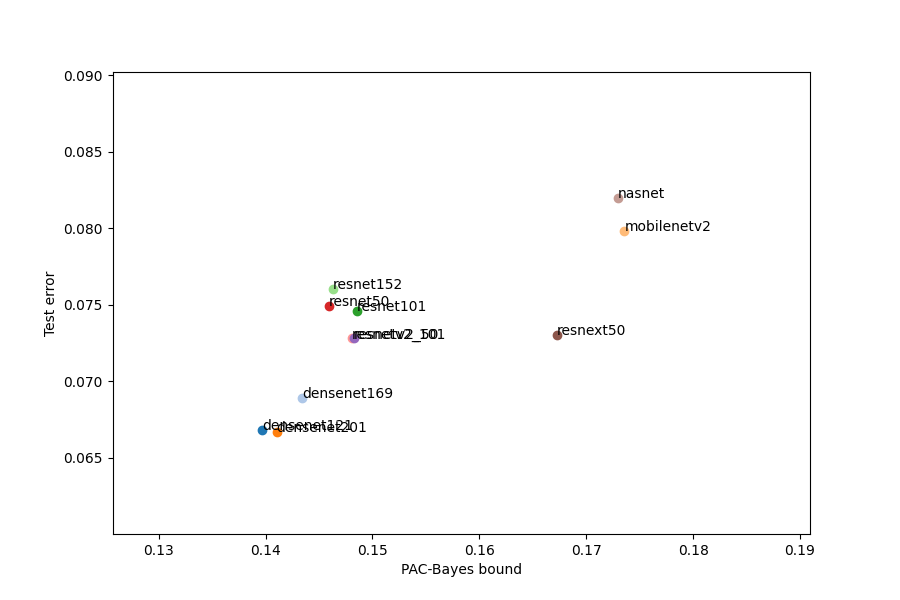 0.090
0.085
0.080
0.075
0.070
0.065
Test error
nasnet
mobilenetv2
resnet152
resnet50
resnet101
resnetv2_101
resnext50
densenet169
densenet121
densenet201
0.13 0.14 0.15 0.16 0.17 0.18 0.19
PAC-Bayes bound